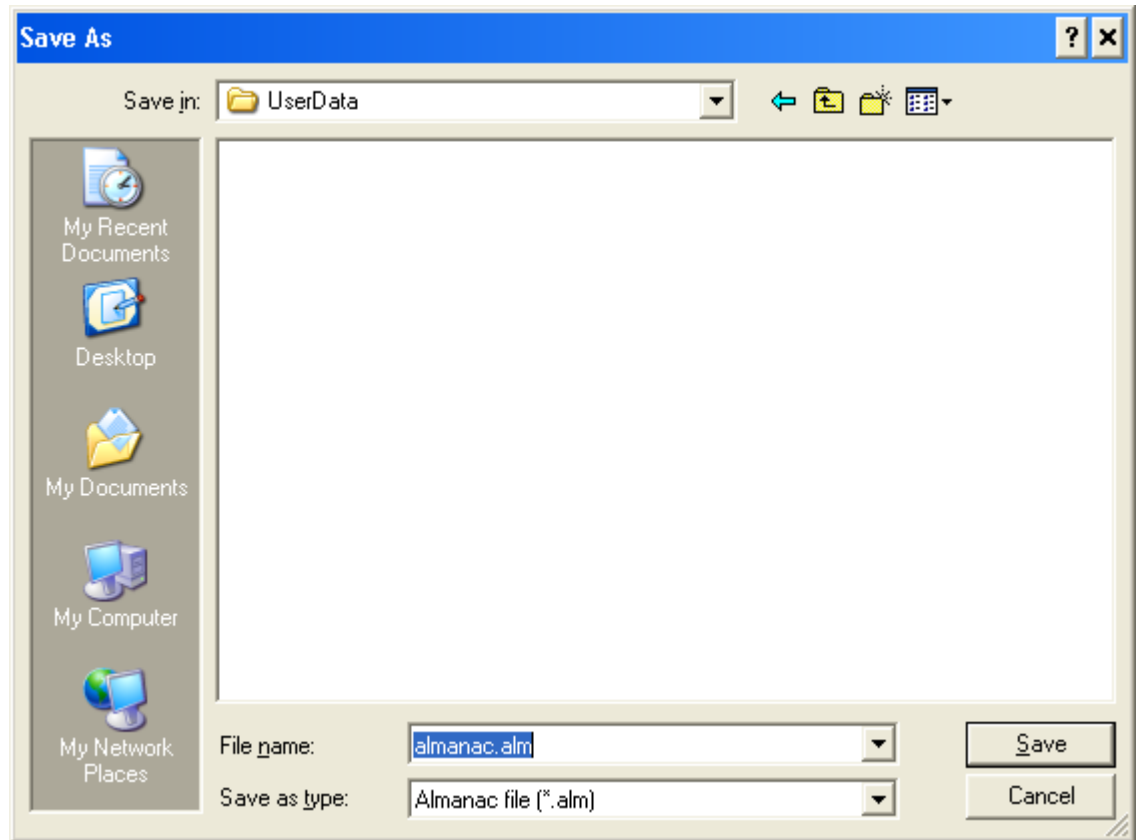 Save As
Save in: UserData
My Recent
Documents
Desktop
My Documents
My Computer
My Network
Places
File name: almanac.alm Save
Save as type: Almanac file (*.alm) Cancel